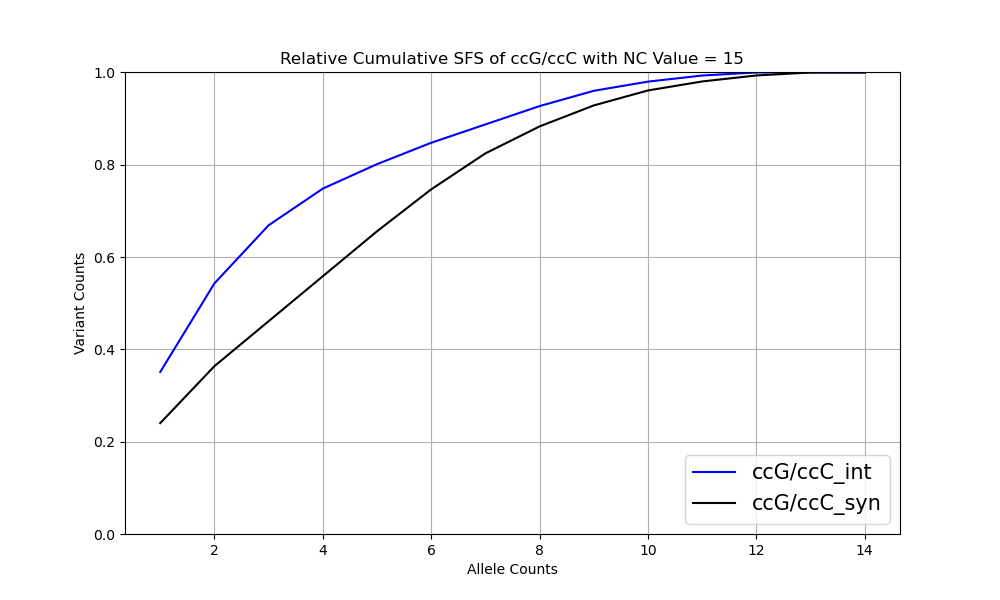 Relative Cumulative SFS of ccG/ccC with NC Value = 15
1.0
0.8
0.6
0.4
0.2
0.0
Variant Counts
2 4 6 8 10 12 14
Allele Counts
ccG/ccC_int
ccG/ccC_syn